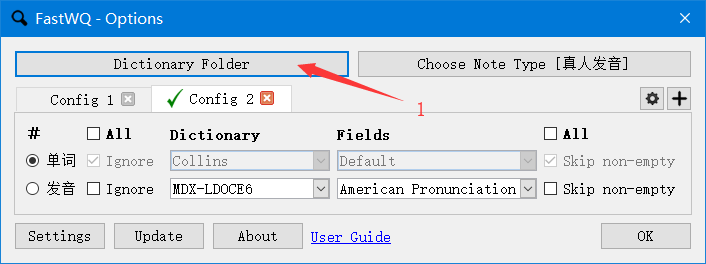 FastWQ - Options
Dictionary Folder
Choose Note Type [真人发音]
1
Config 1
Config 2
# All Dictionary Fields All
单词 Ignore Collins Default Skip non-empty
发音 Ignore MDX-LDOCE6 American Pronunciation Skip non-empty
Settings Update About User Guide OK